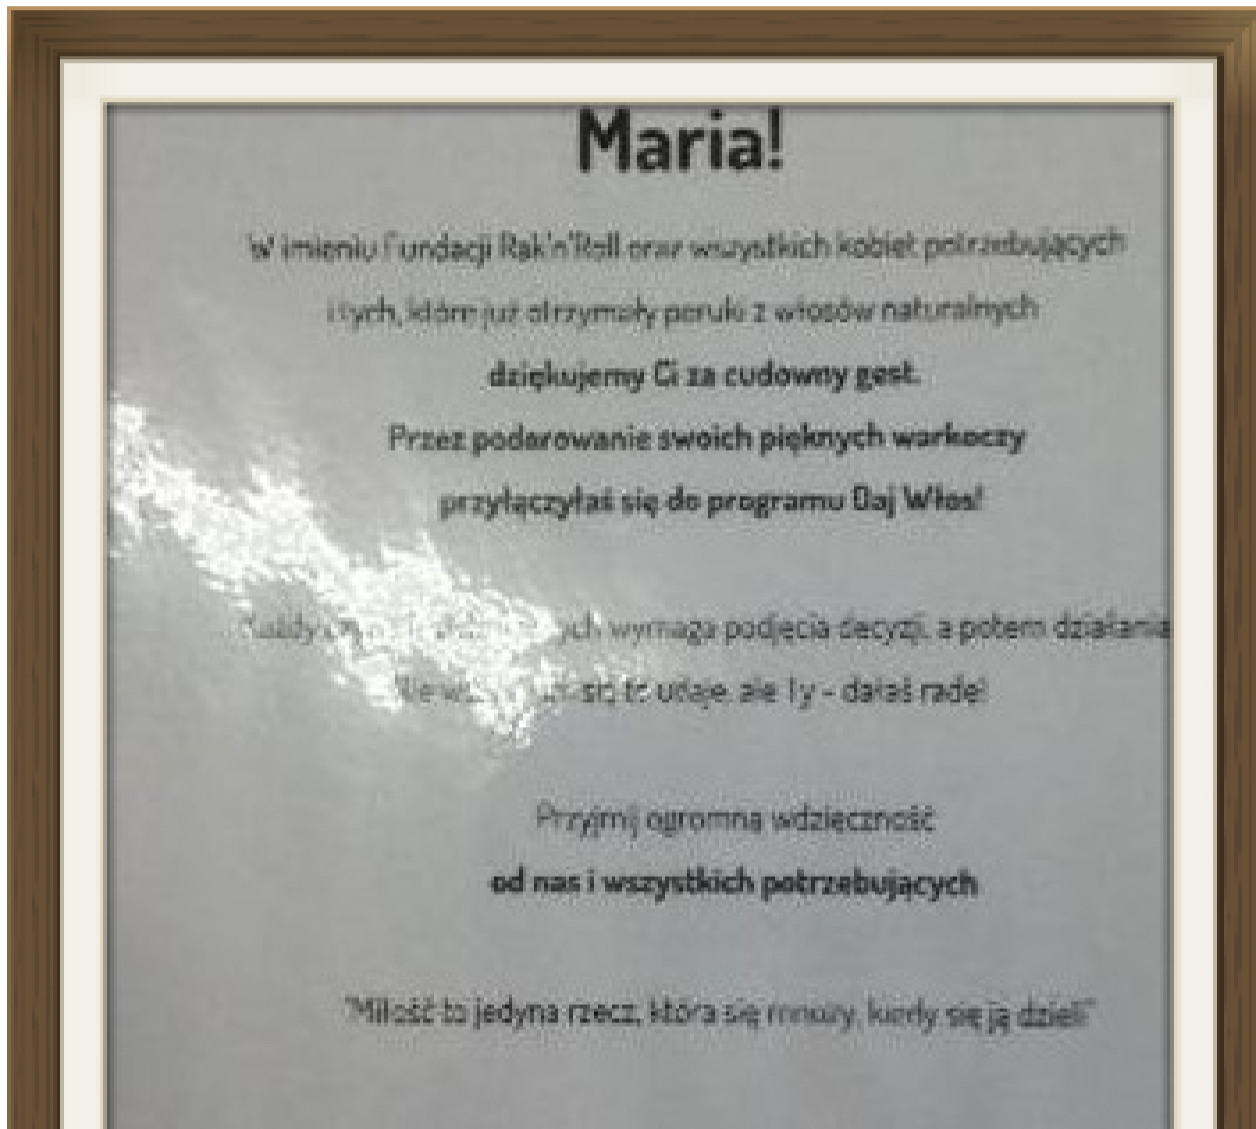 Maria!
W imieniu Fundacji Rak'n'Roll oraz wszystkich kobiet potrzebujących
i tych, które już otrzymały peruki z włosów naturalnych
dziękujemy Ci za cudowny gest.
Przez podarowanie swoich pięknych warkoczy
przyłączyłaś się do programu Daj Włos!
Każdy wymaga podjęcia decyzji, a potem działania
Nie się to udaje, ale Ty - dałaś radę!
Przyjmij ogromną wdzięczność
od nas i wszystkich potrzebujących
"Miłość to jedyna rzecz, która się mnoży, kiedy się ją dzieli"